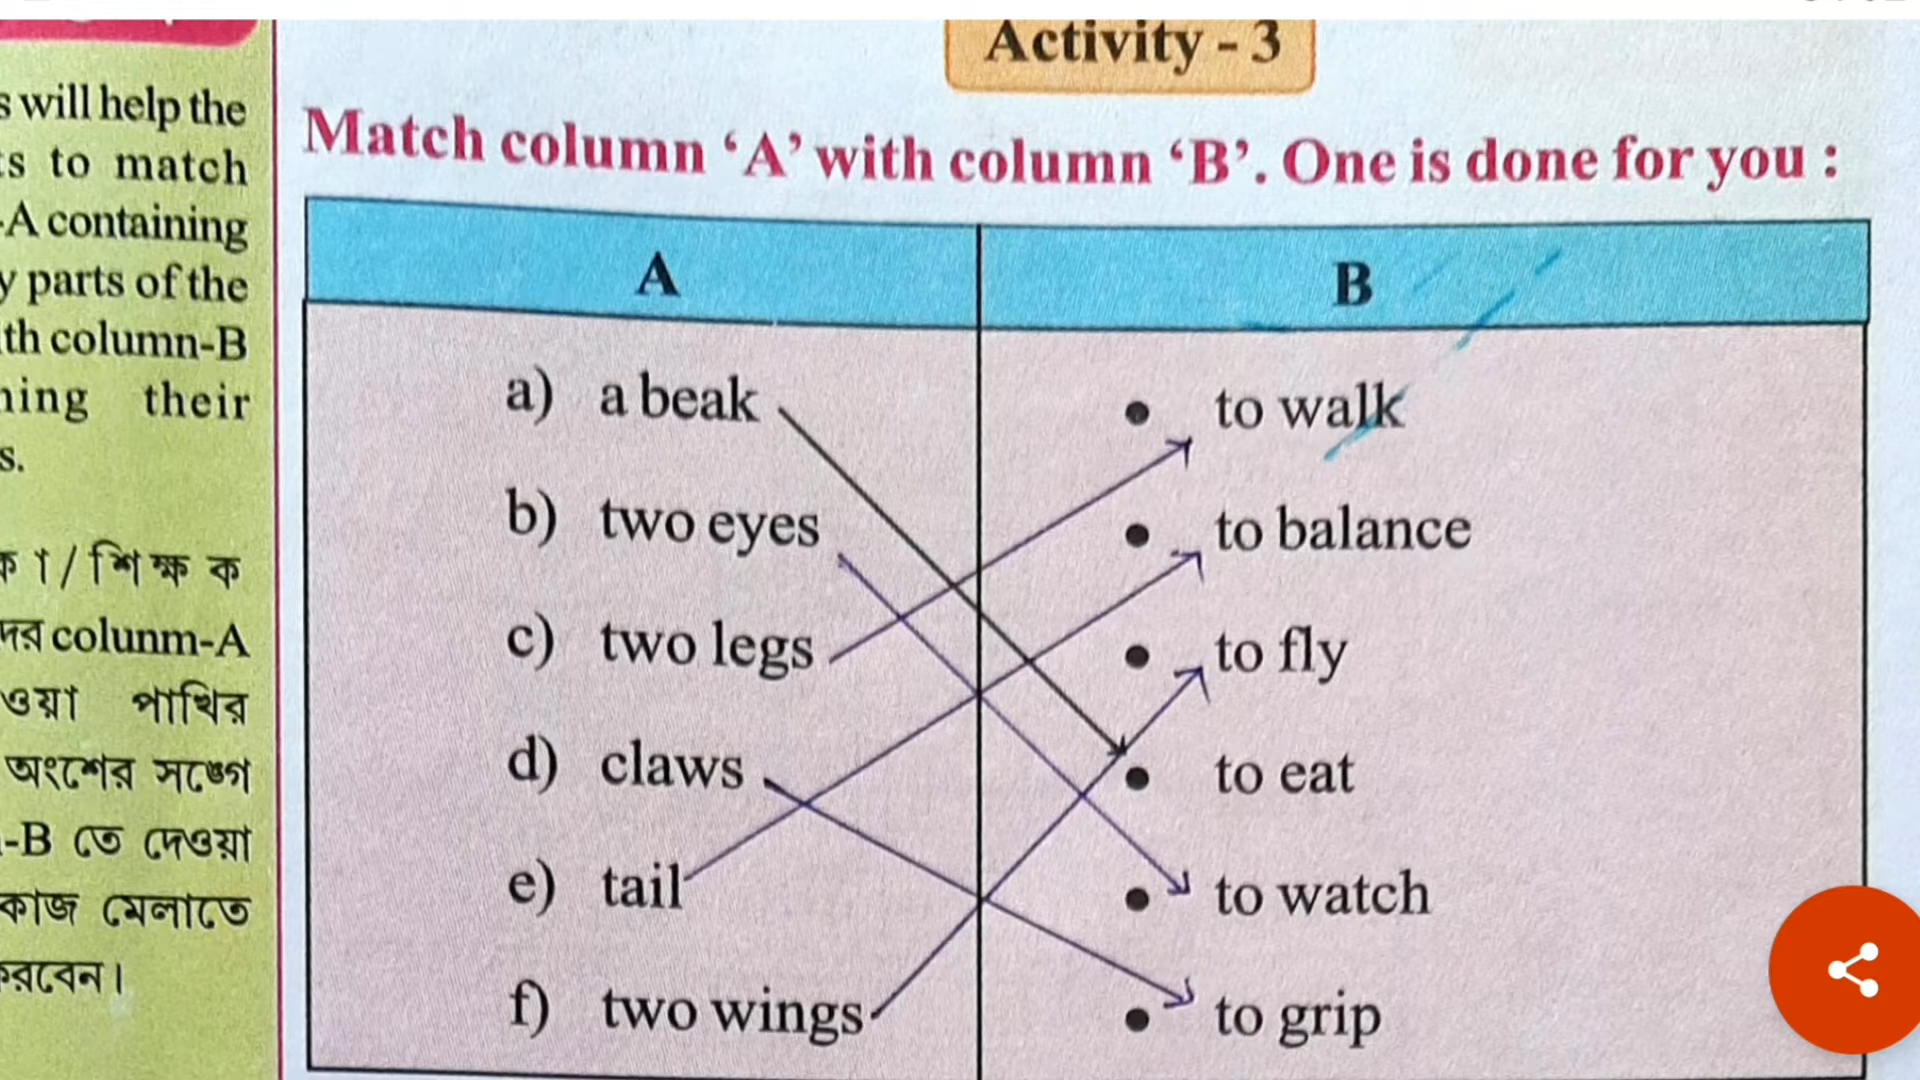 Activity - 3
s will help the
s to match
-A containing
y parts of the
th column-B
ning their
s.
ক া / শি ক্ষ ক
দের colunm-A
ওয়া পাখির
অংশের সঙ্গে
-B তে দেওয়া
কাজ মেলাতে
করবেন।
Match column ‘A’ with column ‘B’. One is done for you :
A B
a) a beak • to walk
b) two eyes • to balance
c) two legs • to fly
d) claws • to eat
e) tail • to watch
f) two wings • to grip